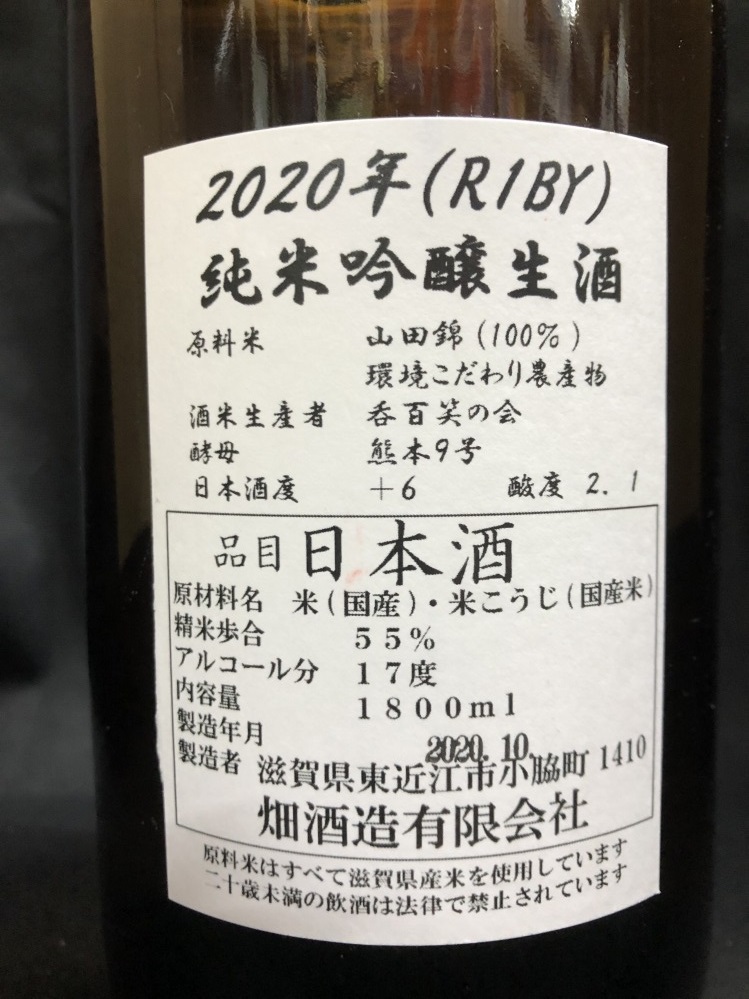 2020年(R1BY)
純米吟醸生酒
原料米 山田錦(100%)
環境こだわり農産物
酒米生産者 呑百笑の会
酵母 熊本9号
日本酒度 +6 酸度 2.1
品目 日本酒
原材料名 米(国産)・米こうじ(国産米)
精米歩合 55%
アルコール分 17度
内容量 1800ml
製造年月 2020.10.
製造者 滋賀県東近江市小脇町 1410
畑酒造有限会社
原料米はすべて滋賀県産米を使用しています
二十歳未満の飲酒は法律で禁止されています